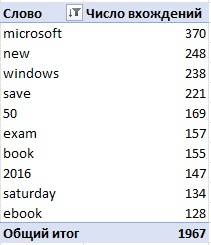 Слово Число вхождений
microsoft 370
new 248
windows 238
save 221
50 169
exam 157
book 155
2016 147
saturday 134
ebook 128
Общий итог 1967